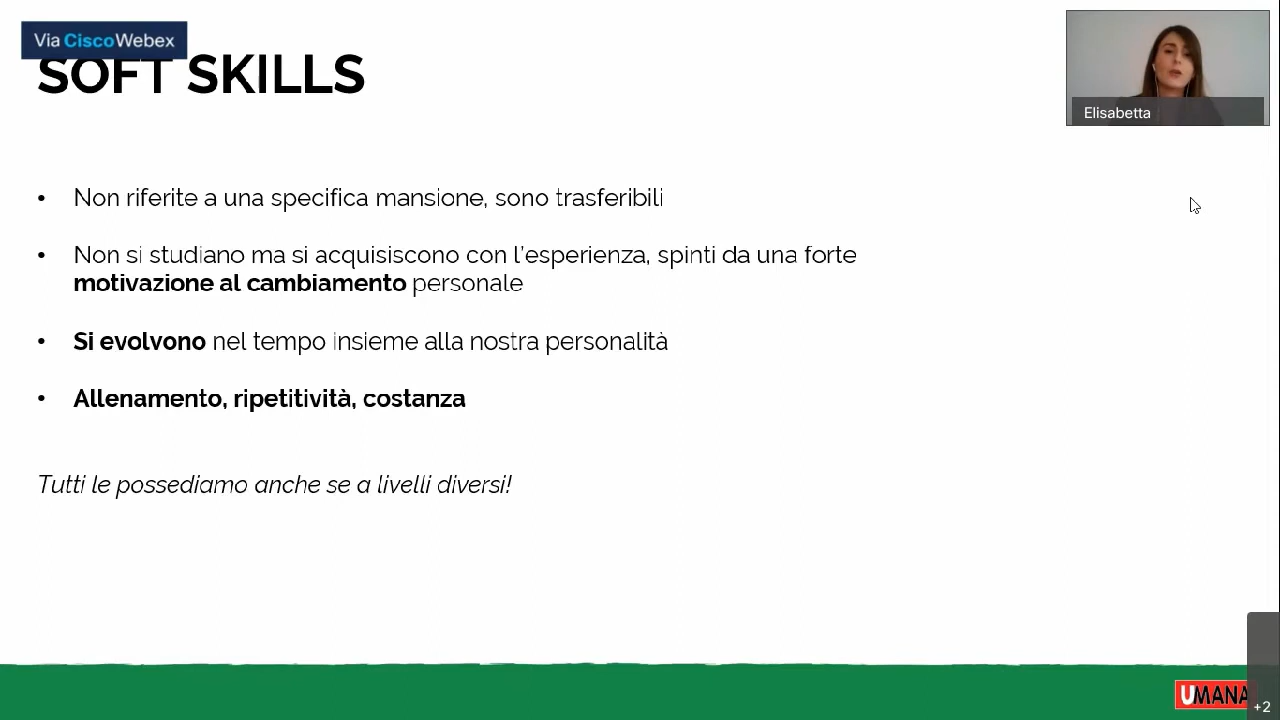 Via CiscoWebex
SOFT SKILLS
Elisabetta
• Non riferite a una specifica mansione, sono trasferibili
• Non si studiano ma si acquisiscono con l'esperienza, spinti da una forte
motivazione al cambiamento personale
• Si evolvono nel tempo insieme alla nostra personalità
• Allenamento, ripetitività, costanza
Tutti le possediamo anche se a livelli diversi!
UMANA
+2